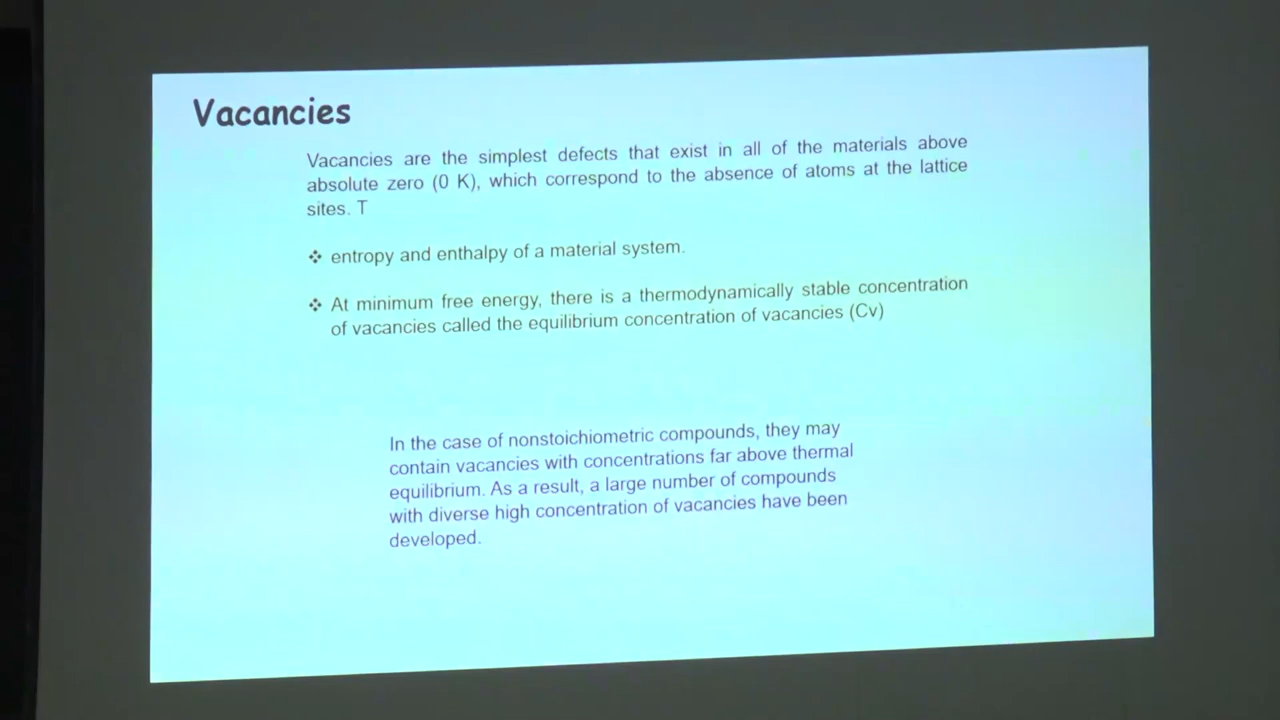 Vacancies
Vacancies are the simplest defects that exist in all of the materials above
absolute zero (0 K), which correspond to the absence of atoms at the lattice
sites. T
❖ entropy and enthalpy of a material system.
❖ At minimum free energy, there is a thermodynamically stable concentration
of vacancies called the equilibrium concentration of vacancies (Cv)
In the case of nonstoichiometric compounds, they may
contain vacancies with concentrations far above thermal
equilibrium. As a result, a large number of compounds
with diverse high concentration of vacancies have been
developed.